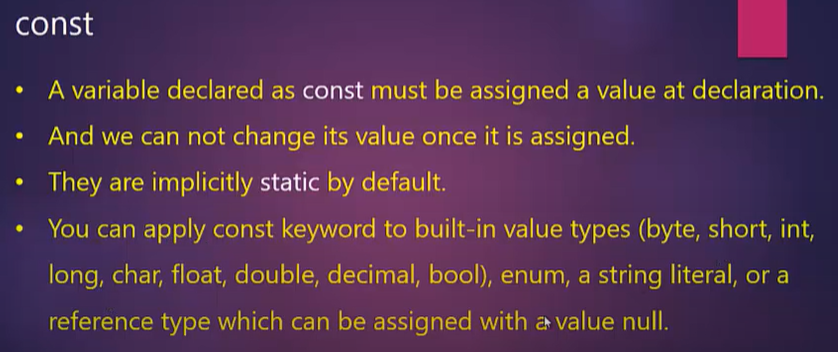 const
• A variable declared as const must be assigned a value at declaration.
• And we can not change its value once it is assigned.
• They are implicitly static by default.
• You can apply const keyword to built-in value types (byte, short, int,
long, char, float, double, decimal, bool), enum, a string literal, or a
reference type which can be assigned with a value null.